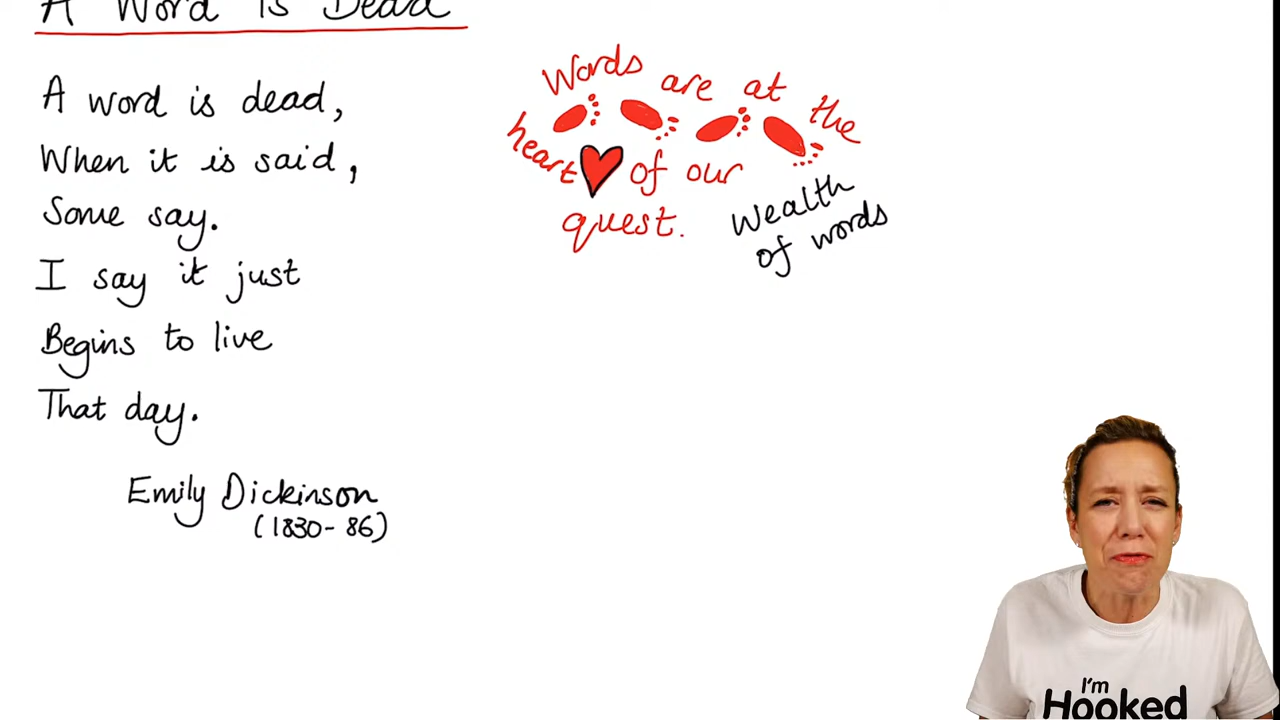 A Word is Dead
A word is dead,
When it is said,
Some say.
I say it just
Begins to live
That day.
Emily Dickinson
(1830-86)
Words are at the
heart of our
quest.
Wealth
of words
I'm
Hooked